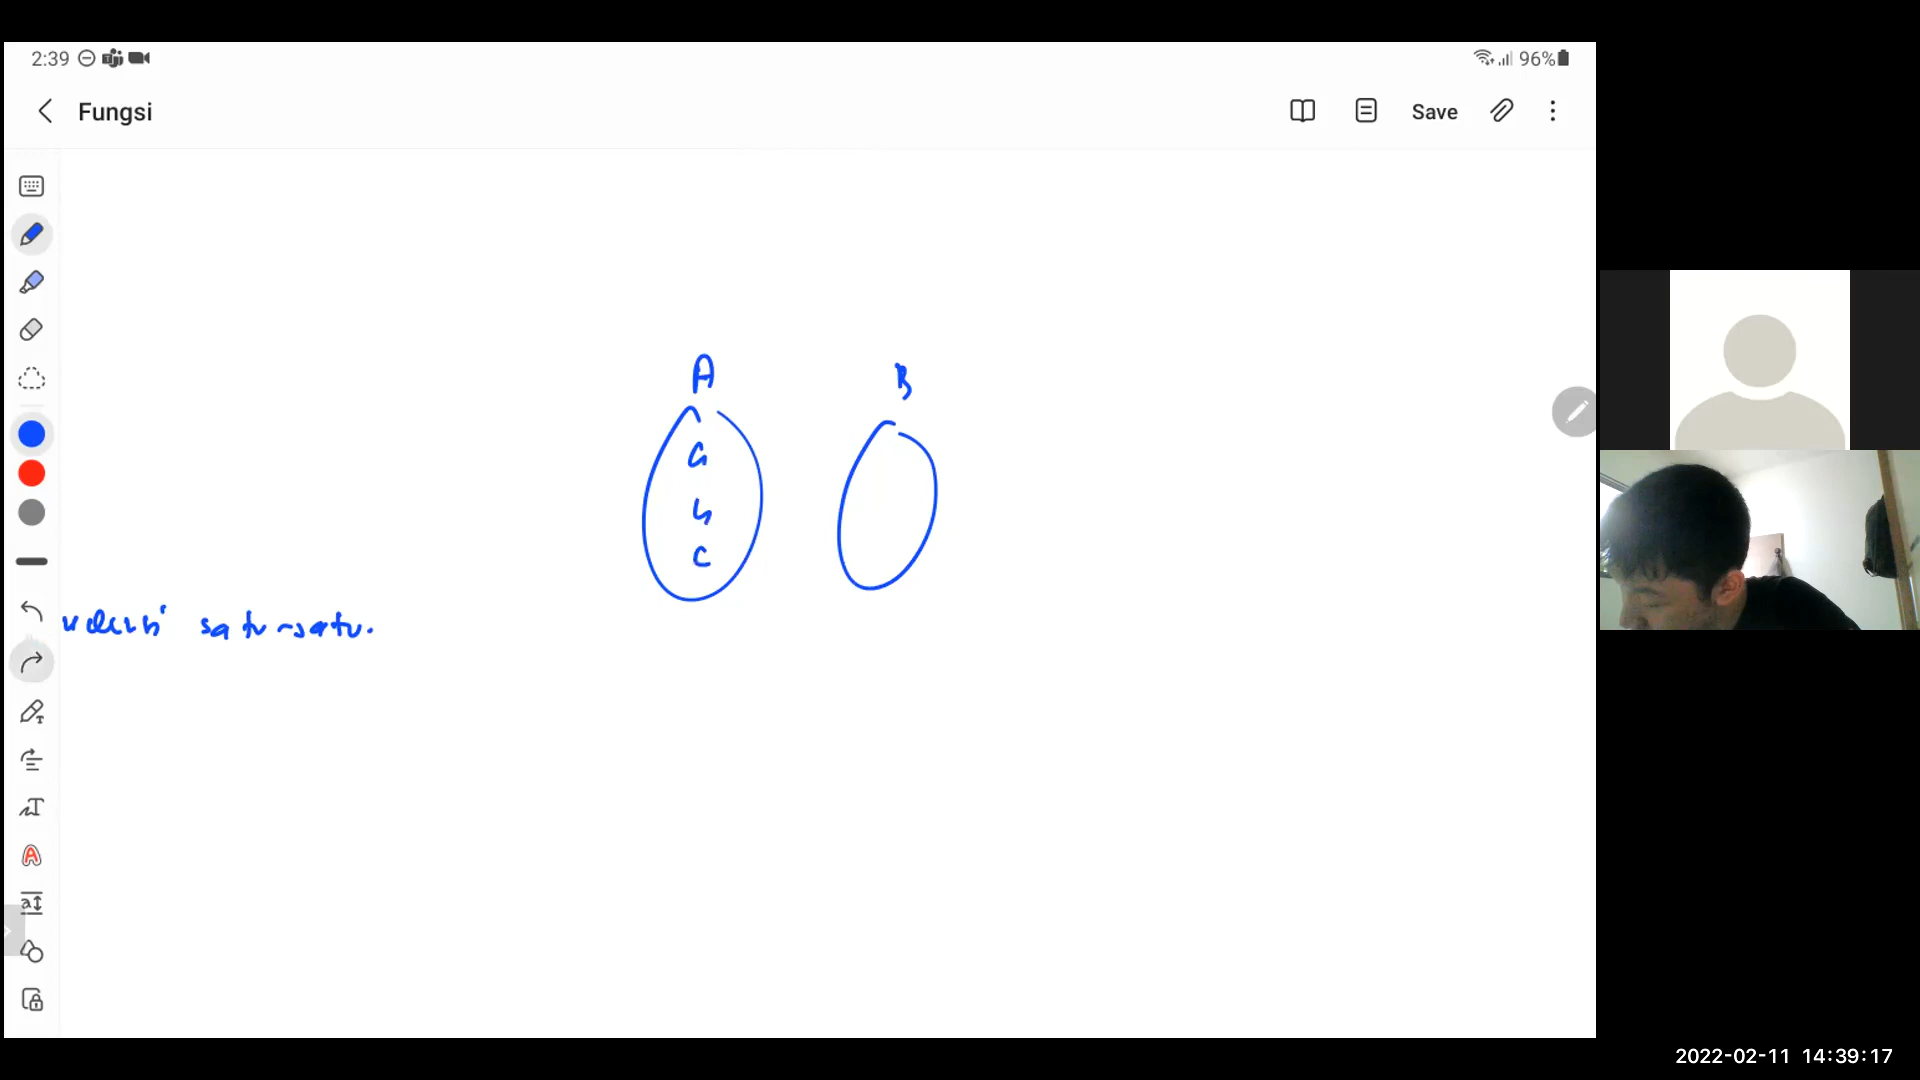 2:39 96%
Fungsi Save
A B
a
b
c
satu-satu.
2022-02-11 14:39:17